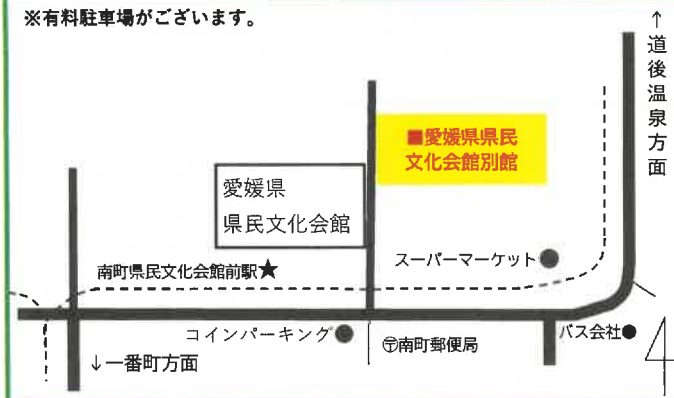 ※有料駐車場がございます。
↑道後温泉方面
■愛媛県県民
文化会館別館
愛媛県
県民文化会館
スーパーマーケット●
南町県民文化会館前駅★
コインパーキング●
〶南町郵便局
バス会社●
↓一番町方面